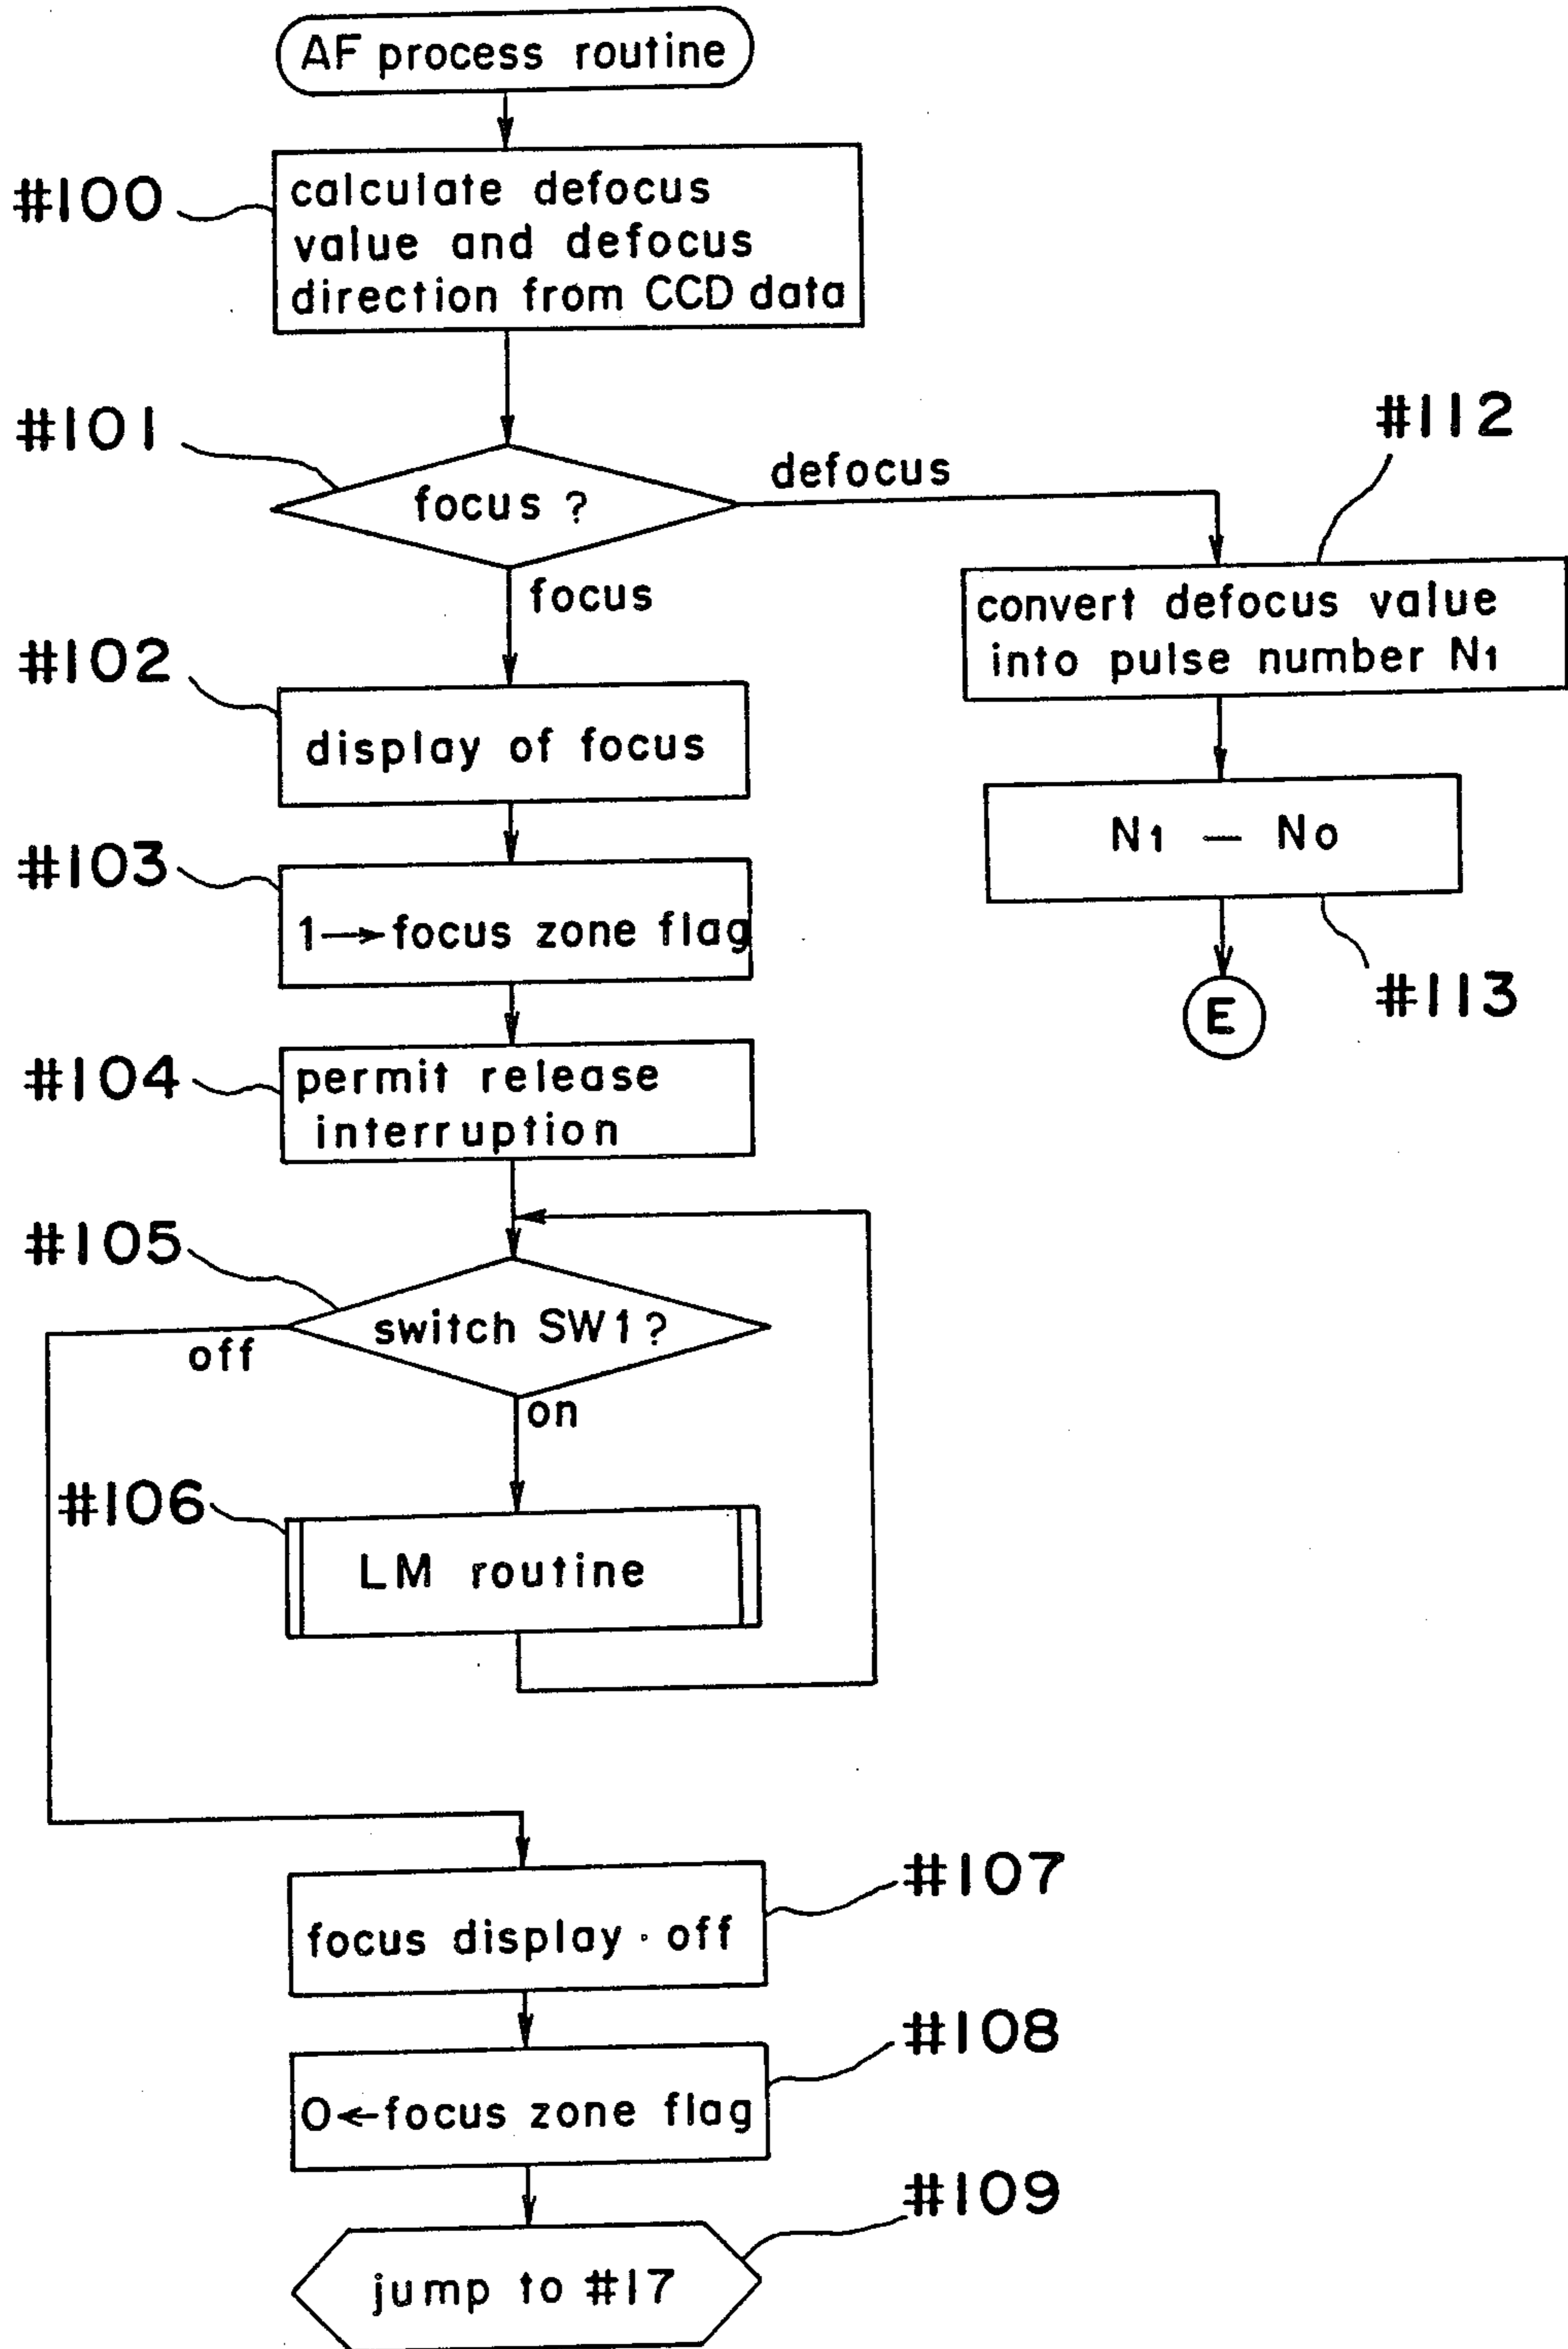 AF process routine
#100
calculate defocus
value and defocus
direction from CCD data
#101
focus ?
defocus
focus
#112
convert defocus value
into pulse number N1
#102
display of focus
N1 — No
#113
E
#103
1→focus zone flag
#104
permit release
interruption
#105
switch SW1?
off
on
#106
LM routine
#107
focus display · off
#108
0←focus zone flag
#109
jump to #17